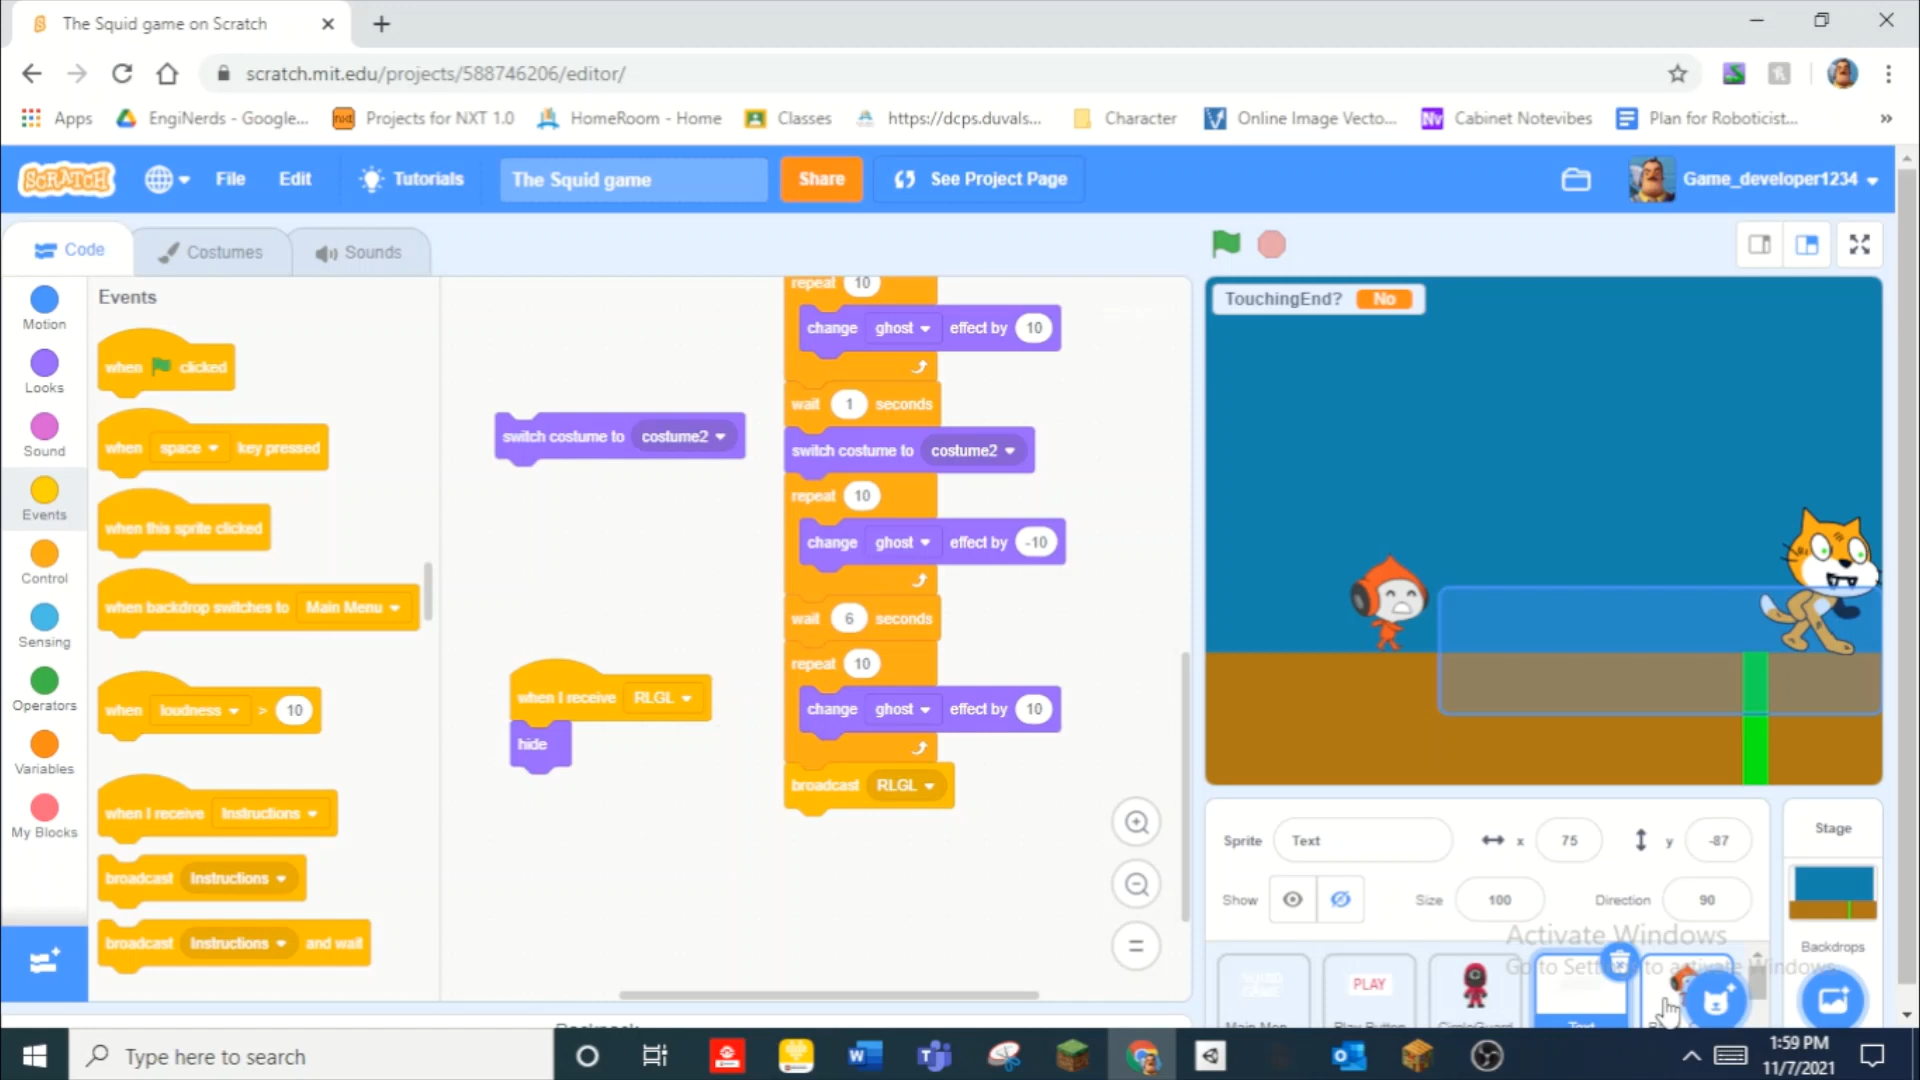 The Squid game on Scratch
scratch.mit.edu/projects/588746206/editor/
Apps EngiNerds - Google... Projects for NXT 1.0 HomeRoom - Home Classes https://dcps.duvals... Character Online Image Vecto... Cabinet Notevibes Plan for Roboticist... »
SCRATCH File Edit Tutorials The Squid game Share See Project Page Game_developer1234
Code Costumes Sounds
Motion
Looks
Sound
Events
Control
Sensing
Operators
Variables
My Blocks
Events
when clicked
when space key pressed
when this sprite clicked
when backdrop switches to Main Menu
when loudness > 10
when I receive Instructions
broadcast Instructions
broadcast Instructions and wait
switch costume to costume2
when I receive RLGL
hide
repeat 10
change ghost effect by 10
wait 1 seconds
switch costume to costume2
repeat 10
change ghost effect by -10
wait 6 seconds
repeat 10
change ghost effect by 10
broadcast RLGL
TouchingEnd? No
Sprite Text x 75 y -87
Show Size 100 Direction 90
Stage
Backdrops
Activate Windows
PLAY
Type here to search
1:59 PM
11/7/2021